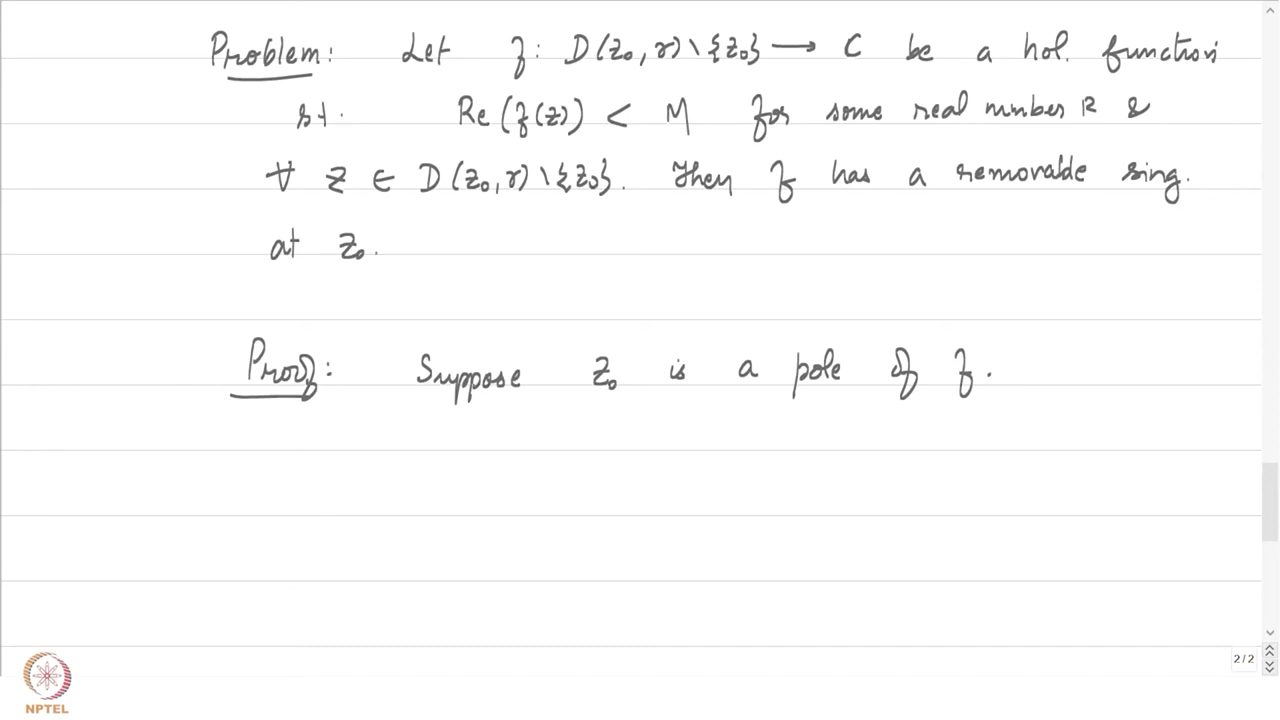 Problem: Let f: D(z₀, r) \ {z₀} ⟶ C be a hol. function
st. Re(f(z)) < M for some real number R &
∀ z ∈ D(z₀, r) \ {z₀}. Then f has a removable sing.
at z₀.
Proof: Suppose z₀ is a pole of f.
2/2
NPTEL